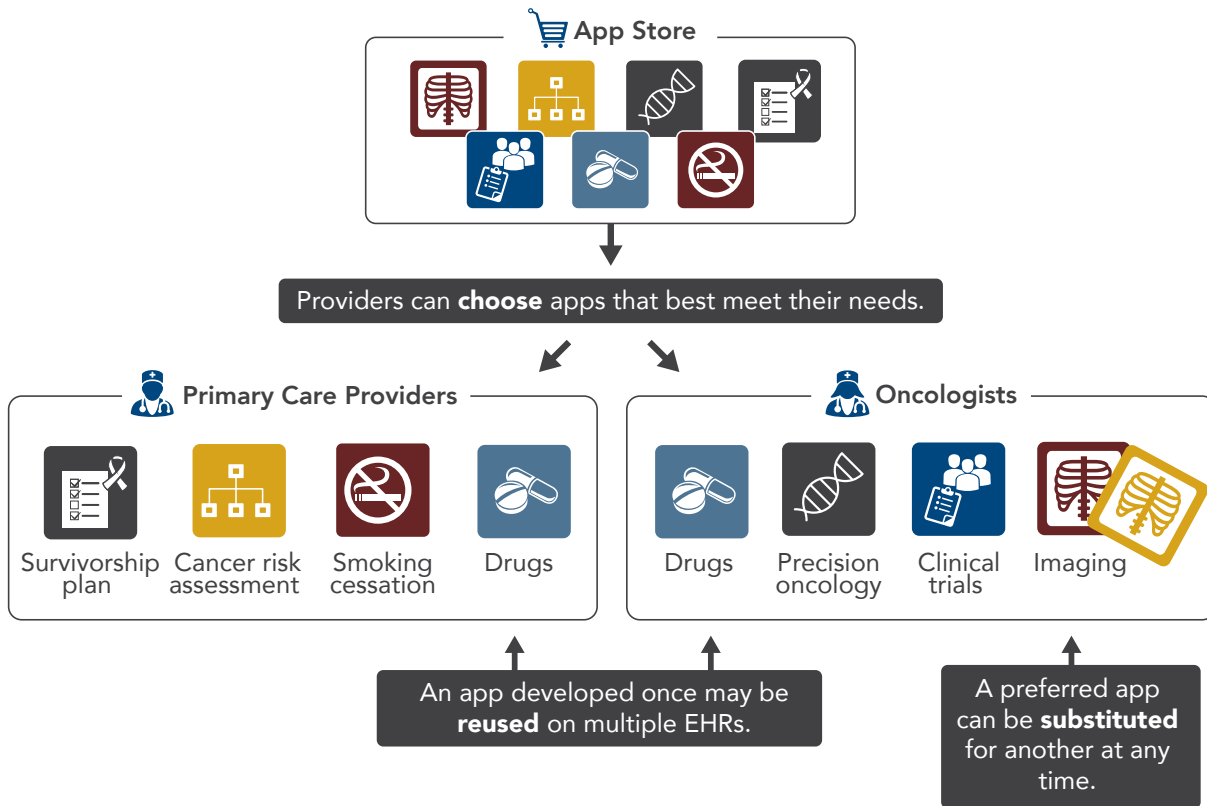 App Store
Providers can choose apps that best meet their needs.
Primary Care Providers
Survivorship
plan
Cancer risk
assessment
Smoking
cessation
Drugs
Oncologists
Drugs
Precision
oncology
Clinical
trials
Imaging
An app developed once may be
reused on multiple EHRs.
A preferred app
can be substituted
for another at any
time.